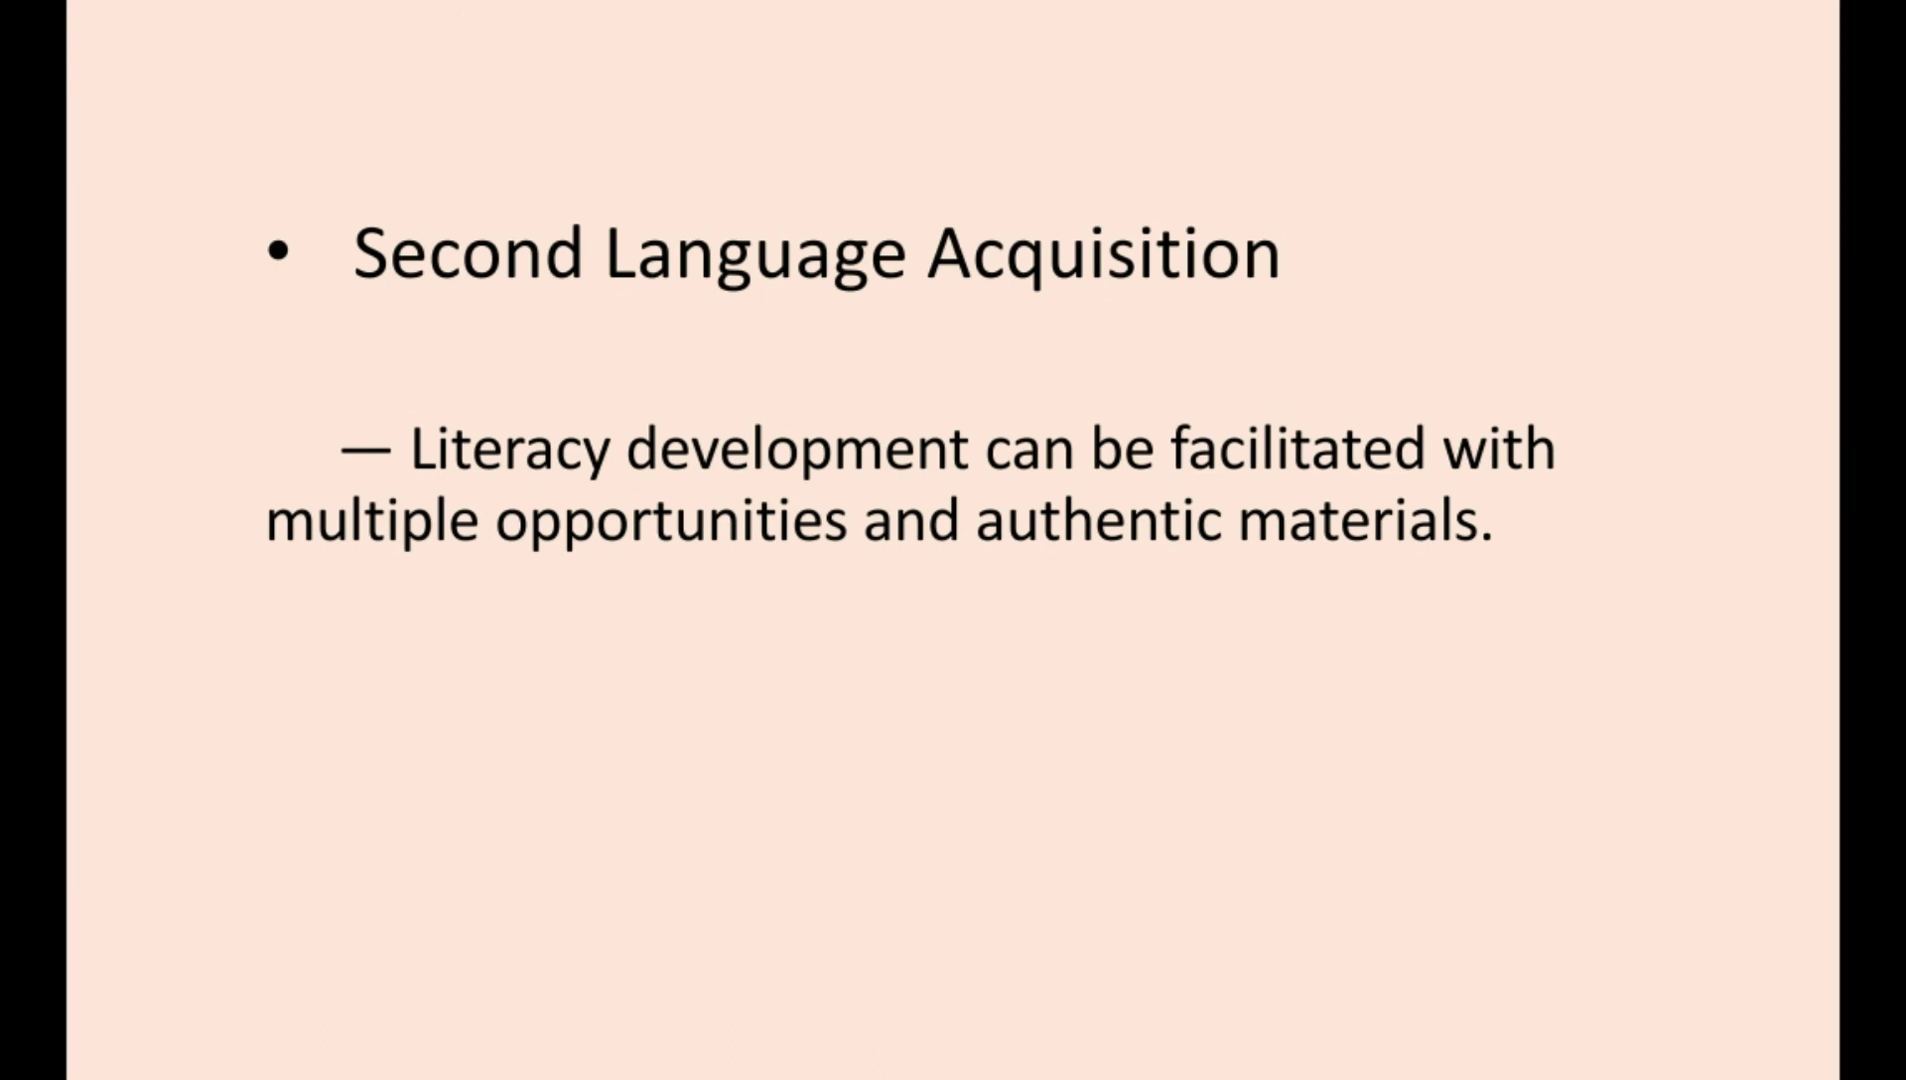 • Second Language Acquisition
— Literacy development can be facilitated with
multiple opportunities and authentic materials.